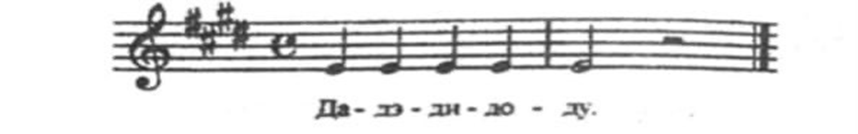 Да - дэ - ди - до - ду.